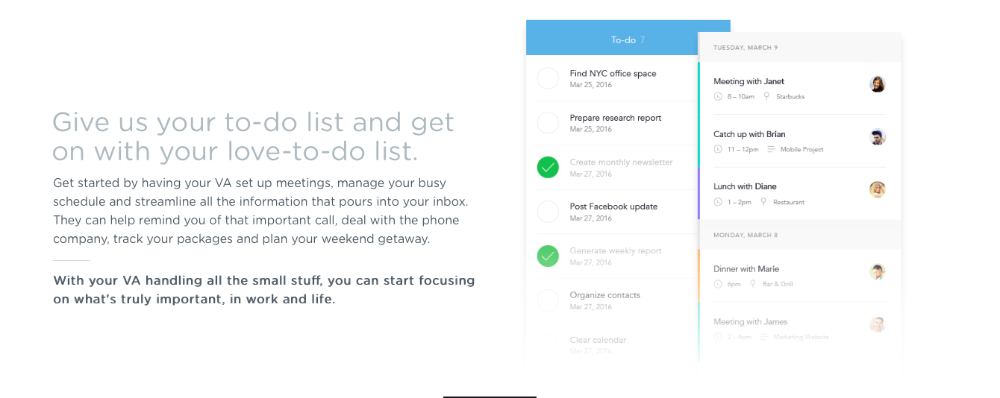 Give us your to-do list and get
on with your love-to-do list.
Get started by having your VA set up meetings, manage your busy
schedule and streamline all the information that pours into your inbox.
They can help remind you of that important call, deal with the phone
company, track your packages and plan your weekend getaway.
With your VA handling all the small stuff, you can start focusing
on what's truly important, in work and life.
To-do 7
Find NYC office space
Mar 25, 2016
Prepare research report
Mar 25, 2016
Create monthly newsletter
Mar 27, 2016
Post Facebook update
Mar 27, 2016
Generate weekly report
Mar 27, 2016
Organize contacts
Mar 27, 2016
Clear calendar
Mar 27, 2016
TUESDAY, MARCH 9
Meeting with Janet
8 – 10am Starbucks
Catch up with Brian
11 – 12pm Mobile Project
Lunch with Diane
1 – 2pm Restaurant
MONDAY, MARCH 8
Dinner with Marie
6pm Bar & Grill
Meeting with James
2 – 4pm Marketing Website